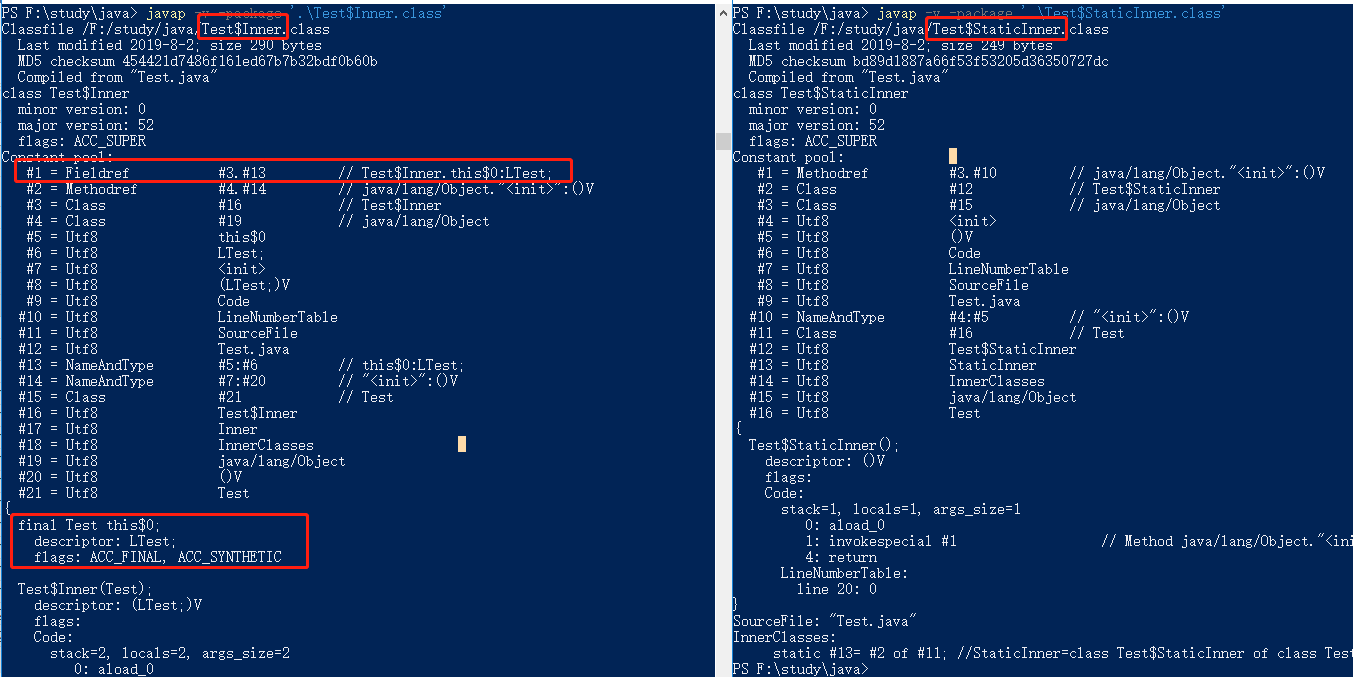 PS F:\study\java> javap -v -package '.\Test$Inner.class'
Classfile /F:/study/java/Test$Inner.class
  Last modified 2019-8-2; size 290 bytes
  MD5 checksum 454421d7486f161ed67b7b32bdf0b60b
  Compiled from "Test.java"
class Test$Inner
  minor version: 0
  major version: 52
  flags: ACC_SUPER
Constant pool:
   #1 = Fieldref           #3.#13         // Test$Inner.this$0:LTest;
   #2 = Methodref          #4.#14         // java/lang/Object."<init>":()V
   #3 = Class              #16            // Test$Inner
   #4 = Class              #19            // java/lang/Object
   #5 = Utf8               this$0
   #6 = Utf8               LTest;
   #7 = Utf8               <init>
   #8 = Utf8               (LTest;)V
   #9 = Utf8               Code
  #10 = Utf8               LineNumberTable
  #11 = Utf8               SourceFile
  #12 = Utf8               Test.java
  #13 = NameAndType        #5:#6          // this$0:LTest;
  #14 = NameAndType        #7:#20         // "<init>":()V
  #15 = Class              #21            // Test
  #16 = Utf8               Test$Inner
  #17 = Utf8               Inner
  #18 = Utf8               InnerClasses
  #19 = Utf8               java/lang/Object
  #20 = Utf8               ()V
  #21 = Utf8               Test
{
  final Test this$0;
    descriptor: LTest;
    flags: ACC_FINAL, ACC_SYNTHETIC
  Test$Inner(Test);
    descriptor: (LTest;)V
    flags:
    Code:
      stack=2, locals=2, args_size=2
         0: aload_0
PS F:\study\java> javap -v -package '.\Test$StaticInner.class'
Classfile /F:/study/java/Test$StaticInner.class
  Last modified 2019-8-2; size 249 bytes
  MD5 checksum bd89d1887a66f53f53205d36350727dc
  Compiled from "Test.java"
class Test$StaticInner
  minor version: 0
  major version: 52
  flags: ACC_SUPER
Constant pool:
   #1 = Methodref          #3.#10         // java/lang/Object."<init>":()V
   #2 = Class              #12            // Test$StaticInner
   #3 = Class              #15            // java/lang/Object
   #4 = Utf8               <init>
   #5 = Utf8               ()V
   #6 = Utf8               Code
   #7 = Utf8               LineNumberTable
   #8 = Utf8               SourceFile
   #9 = Utf8               Test.java
  #10 = NameAndType        #4:#5          // "<init>":()V
  #11 = Class              #16            // Test
  #12 = Utf8               Test$StaticInner
  #13 = Utf8               StaticInner
  #14 = Utf8               InnerClasses
  #15 = Utf8               java/lang/Object
  #16 = Utf8               Test
{
  Test$StaticInner();
    descriptor: ()V
    flags:
    Code:
      stack=1, locals=1, args_size=1
         0: aload_0
         1: invokespecial #1                  // Method java/lang/Object."<ini
         4: return
      LineNumberTable:
        line 20: 0
}
SourceFile: "Test.java"
InnerClasses:
     static #13= #2 of #11; //StaticInner=class Test$StaticInner of class Test
PS F:\study\java>